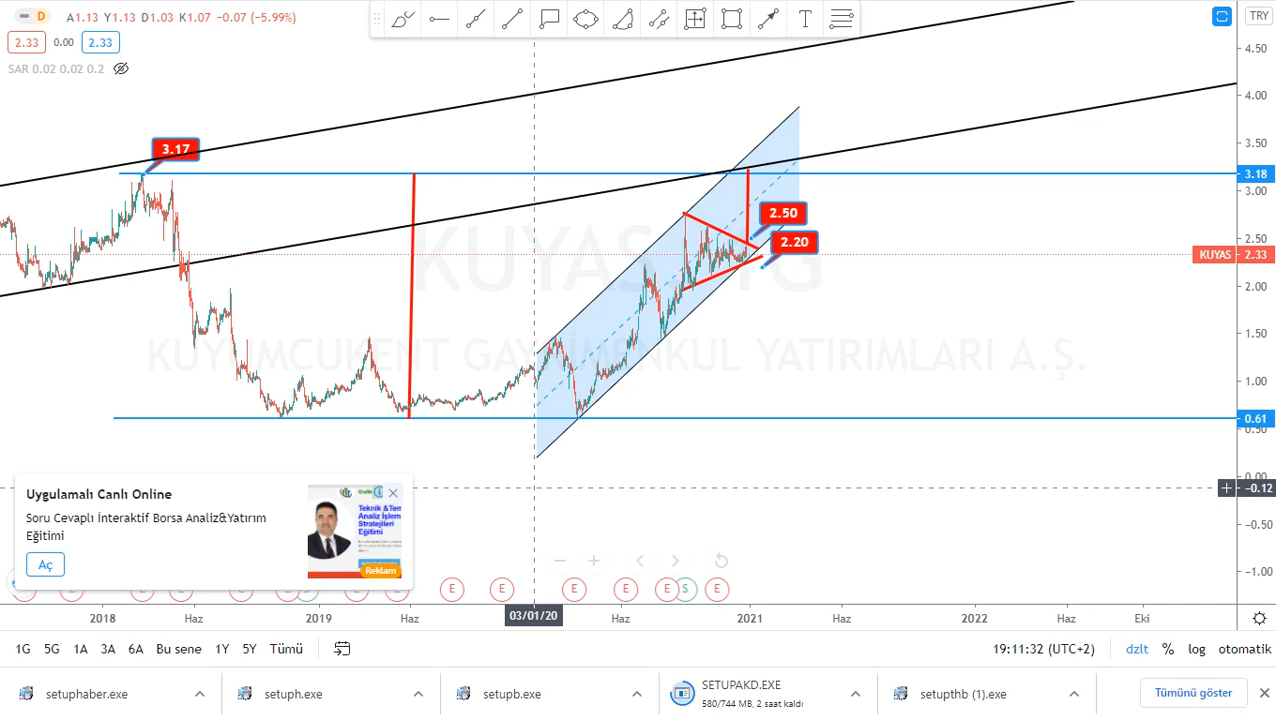 D A1.13 Y1.13 D1.03 K1.07 −0.07 (−5.99%)
2.33 0.00 2.33
SAR 0.02 0.02 0.2
TRY
4.50
4.00
3.50
3.18
3.00
2.50
KUYAS 2.33
1.50
1.00
0.61
0.50
0.00
−0.12
−0.50
−1.00
3.17
2.50
2.20
KUYUMCUKENT GAYRİMENKUL YATIRIMLARI A.Ş.
Uygulamalı Canlı Online
Soru Cevaplı İnteraktif Borsa Analiz&Yatırım
Eğitimi
Aç
Teknik &Tem
Analiz İşlem
Stratejileri
Eğitimi
Reklam
E E E E E S E
2018 Haz 2019 Haz 03/01/20 Haz 2021 Haz 2022 Haz Eki
1G 5G 1A 3A 6A Bu sene 1Y 5Y Tümü 19:11:32 (UTC+2) dzlt % log otomatik
setuphaber.exe setuph.exe setuppb.exe SETUPAKD.EXE setupthb (1).exe Tümünü göster
580/744 MB, 2 saat kaldı